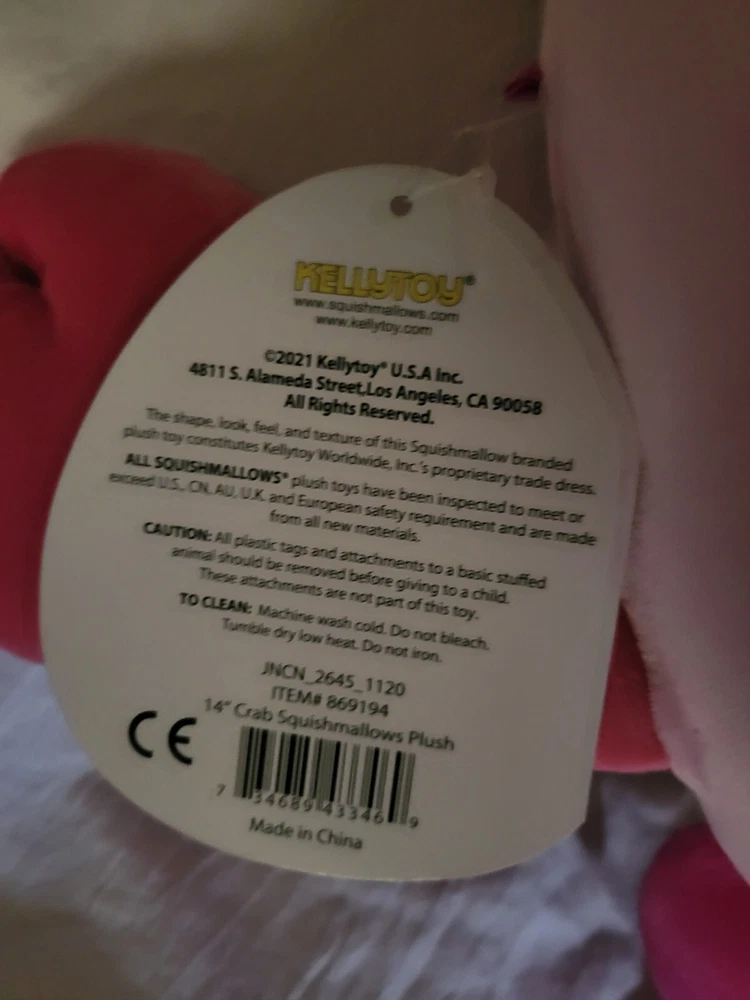 KELLYTOY®
www.squishmallows.com
www.kellytoy.com
©2021 Kellytoy® U.S.A Inc.
4811 S. Alameda Street,Los Angeles, CA 90058
All Rights Reserved.
The shape, look, feel, and texture of this Squishmallow branded
plush toy constitutes Kellytoy Worldwide, Inc.'s proprietary trade dress.
ALL SQUISHMALLOWS® plush toys have been inspected to meet or
exceed U.S., CN, AU, U.K. and European safety requirement and are made
from all new materials.
CAUTION: All plastic tags and attachments to a basic stuffed
animal should be removed before giving to a child.
These attachments are not part of this toy.
TO CLEAN: Machine wash cold. Do not bleach.
Tumble dry low heat. Do not iron.
JNCN_2645_1120
ITEM# 869194
14" Crab Squishmallows Plush
CE
7 34689 43346 9
Made in China